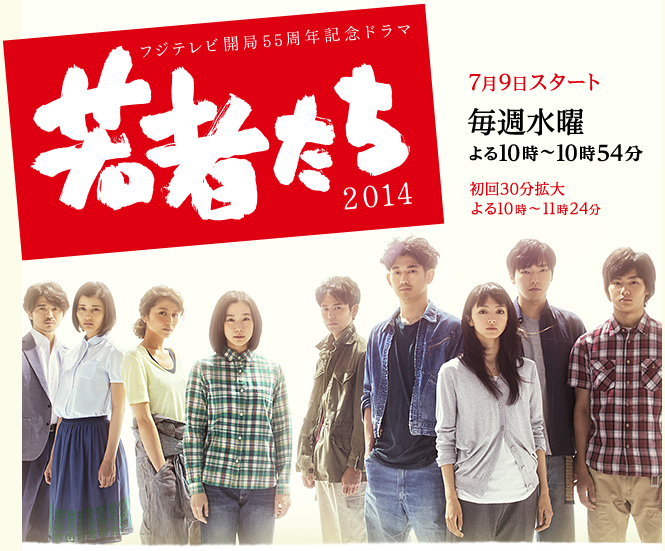 フジテレビ開局55周年記念ドラマ
若者たち
2014
7月9日スタート
毎週水曜
よる10時～10時54分
初回30分拡大
よる10時～11時24分